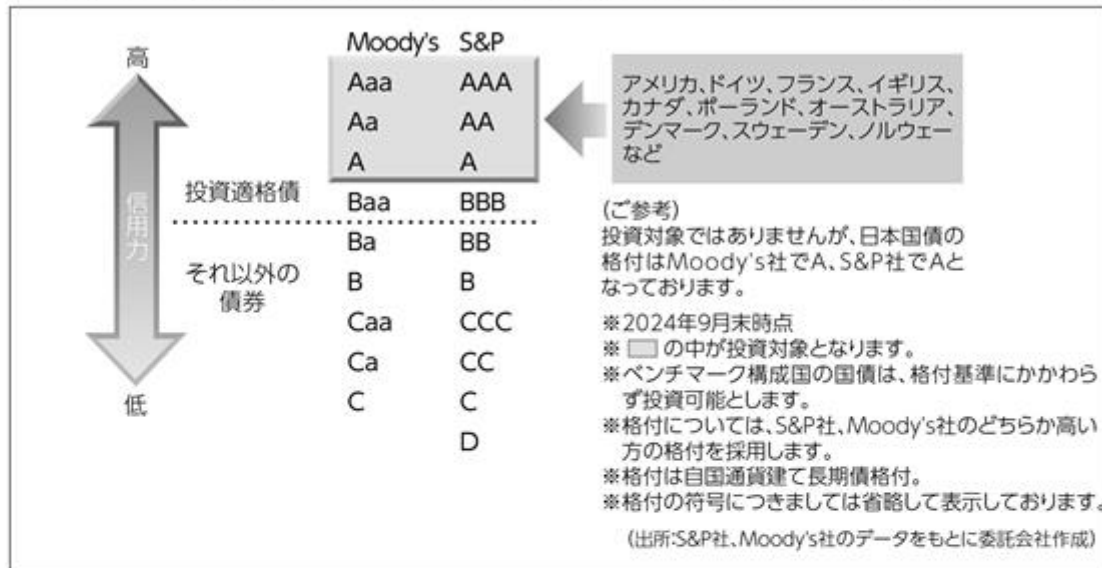 Moody's S&P
高
Aaa AAA
Aa AA
A A
投資適格債
Baa BBB
信用力
Ba BB
それ以外の
債券
B B
Caa CCC
Ca CC
低
C C
D
アメリカ、ドイツ、フランス、イギリス、
カナダ、ポーランド、オーストラリア、
デンマーク、スウェーデン、ノルウェー
など
(ご参考)
投資対象ではありませんが、日本国債の
格付はMoody's社でA、S&P社でAと
なっております。
※2024年9月末時点
※ の中が投資対象となります。
※ベンチマーク構成国の国債は、格付基準にかかわら
ず投資可能とします。
※格付については、S&P社、Moody's社のどちらか高い
方の格付を採用します。
※格付は自国通貨建て長期債格付。
※格付の符号につきましては省略して表示しております。
(出所:S&P社、Moody's社のデータをもとに委託会社作成)